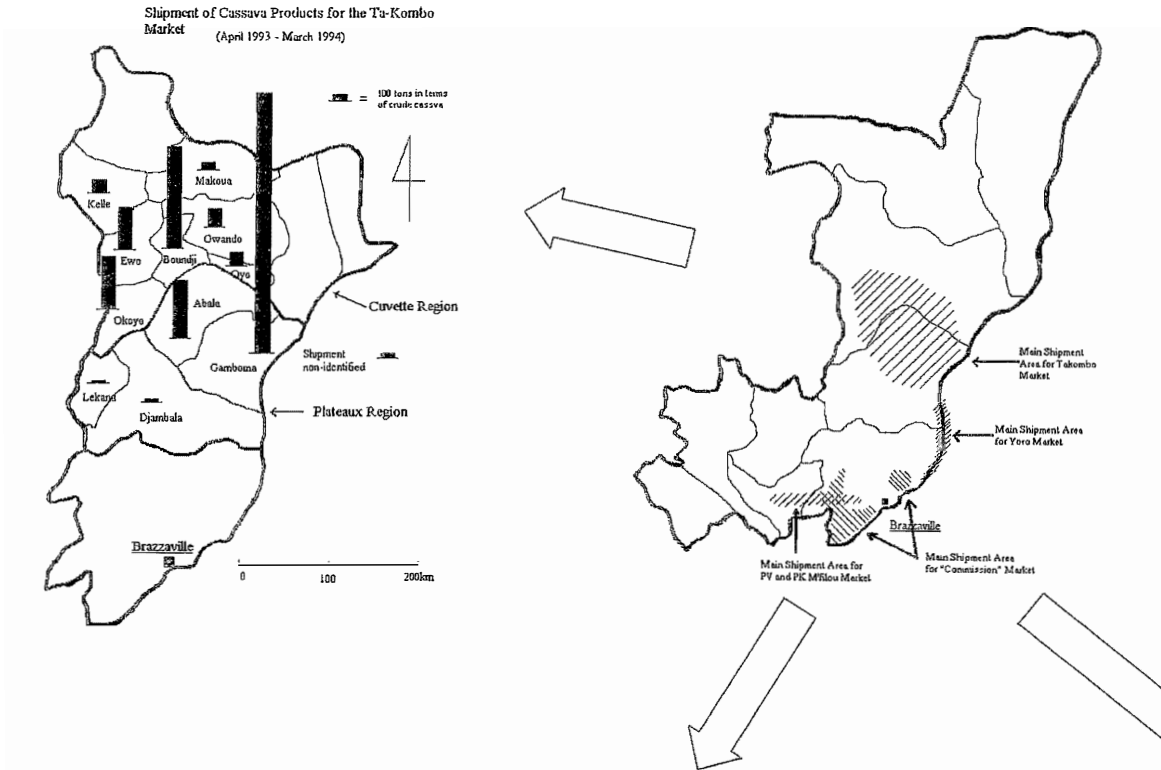 Shipment of Cassava Products for the Ta-Kombo
Market
(April 1993 - March 1994)
= 100 tons in terms
of crude cassva
Makoua
Kelle
Owando
Ewo
Boundji
Oyo
Abala
Okoyo
Cuvette Region
Gamboma
Shipment
non-identified
Lekana
Djambala
Plateaux Region
Brazzaville
0 100 200km
Main Shipment
Area for Takombo
Market
Main Shipment Area
for Yoro Market
Brazzaville
Main Shipment Area for
PV and PK M'filou Market
Main Shipment Area
for "Commission" Market